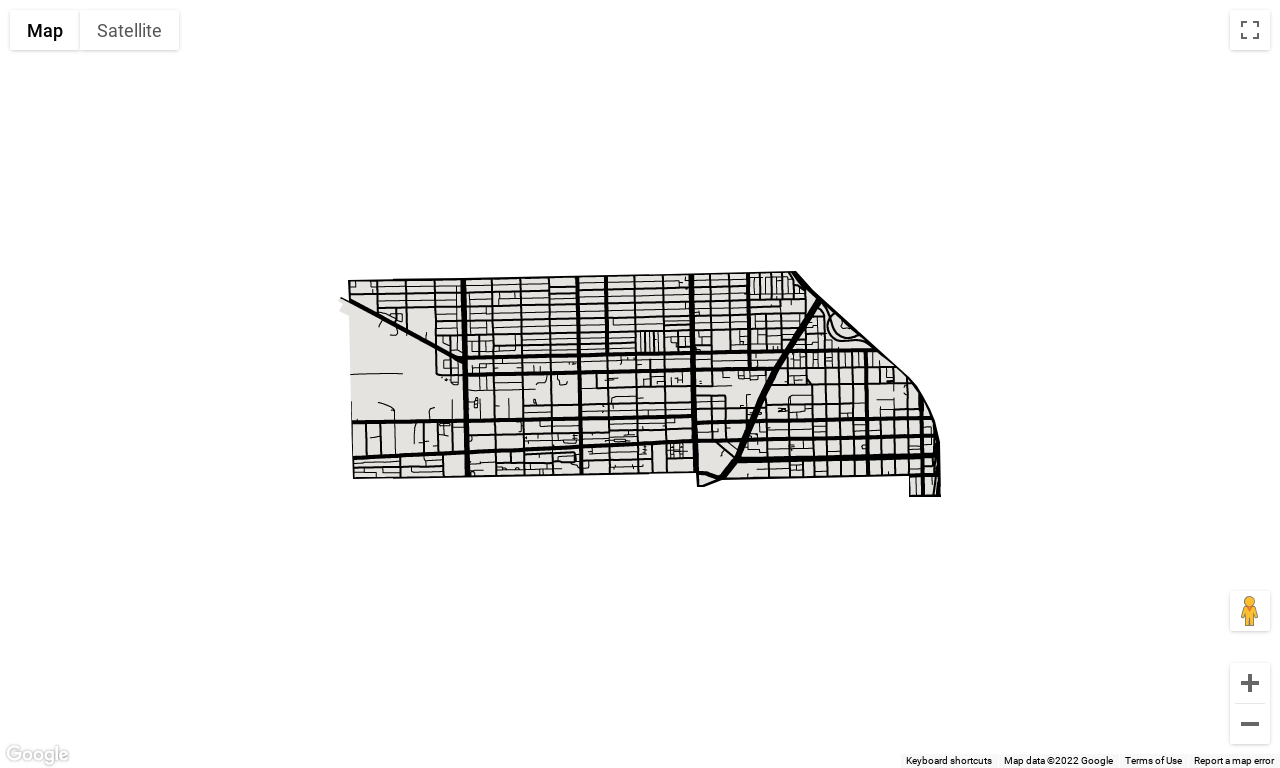 Map
Satellite
Google
Keyboard shortcuts
Map data ©2022 Google
Terms of Use
Report a map error